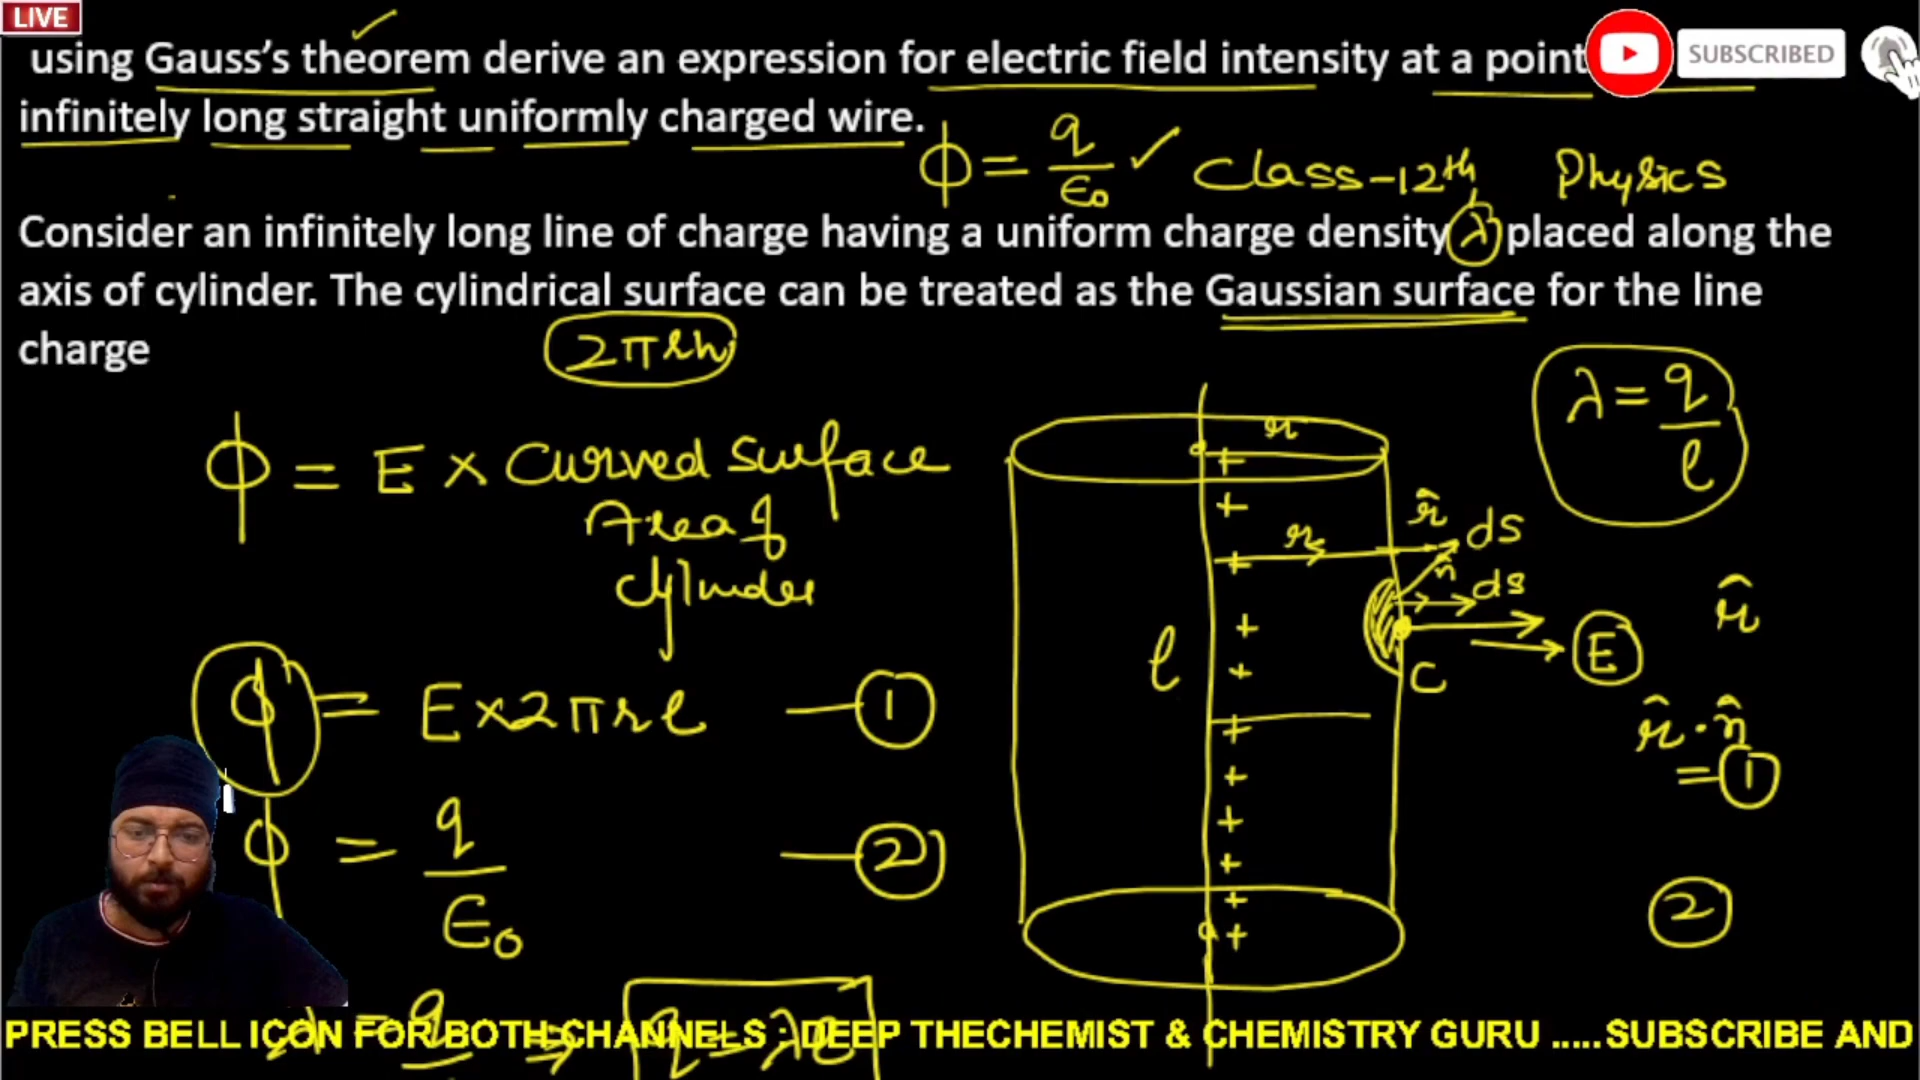 LIVE
using Gauss’s theorem derive an expression for electric field intensity at a point
SUBSCRIBED
infinitely long straight uniformly charged wire.
ϕ = q/ε₀ ✓ Class-12th Physics
Consider an infinitely long line of charge having a uniform charge density λ placed along the
axis of cylinder. The cylindrical surface can be treated as the Gaussian surface for the line
charge
2πrh
λ = q/l
ϕ = E × Curved Surface
Area of
Cylinder
r
+
+
r
r̂ ds
+
n̂ ds
r̂
+
l
E
+
C
ϕ = E×2πrl —①
r̂·n̂
= ①
+
+
+
ϕ = q/ε₀ —②
+
+
②
+
λ = q ⇒ q = λl
PRESS BELL ICON FOR BOTH CHANNELS : DEEP THECHEMIST & CHEMISTRY GURU .....SUBSCRIBE AND